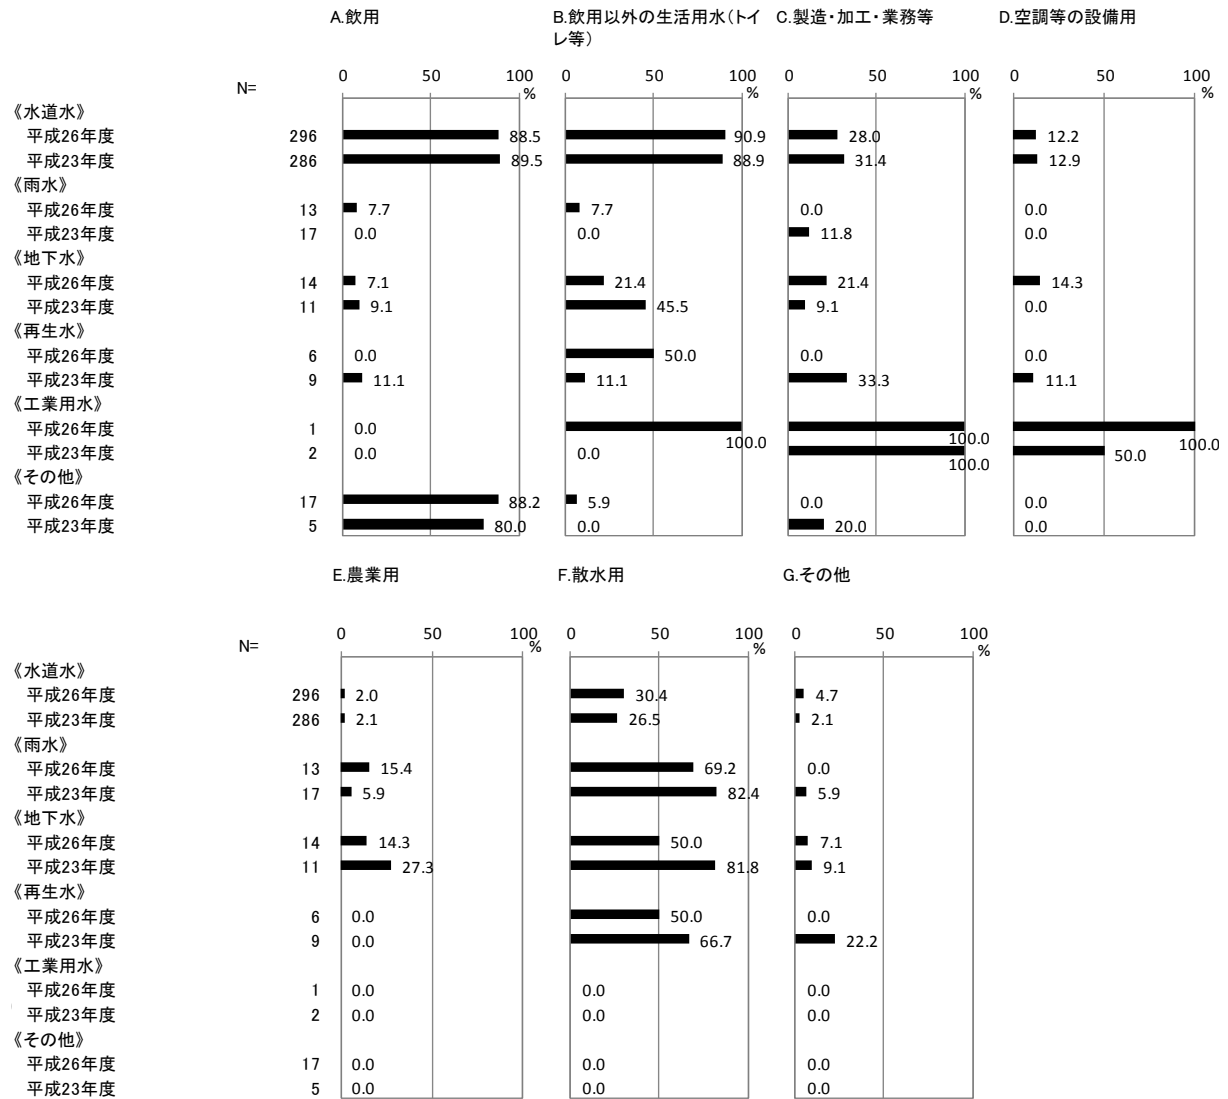 A.飲用 B.飲用以外の生活用水（トイレ等） C.製造・加工・業務等 D.空調等の設備用
N= 0 50 100 % 0 50 100 % 0 50 100 % 0 50 100 %
《水道水》
平成26年度 296 88.5 90.9 28.0 12.2
平成23年度 286 89.5 88.9 31.4 12.9
《雨水》
平成26年度 13 7.7 7.7 0.0 0.0
平成23年度 17 0.0 0.0 11.8 0.0
《地下水》
平成26年度 14 7.1 21.4 21.4 14.3
平成23年度 11 9.1 45.5 9.1 0.0
《再生水》
平成26年度 6 0.0 50.0 0.0 0.0
平成23年度 9 11.1 11.1 33.3 11.1
《工業用水》
平成26年度 1 0.0 100.0 100.0 100.0
平成23年度 2 0.0 0.0 100.0 50.0
《その他》
平成26年度 17 88.2 5.9 0.0 0.0
平成23年度 5 80.0 0.0 20.0 0.0
E.農業用 F.散水用 G.その他
N= 0 50 100 % 0 50 100 % 0 50 100 %
《水道水》
平成26年度 296 2.0 30.4 4.7
平成23年度 286 2.1 26.5 2.1
《雨水》
平成26年度 13 15.4 69.2 0.0
平成23年度 17 5.9 82.4 5.9
《地下水》
平成26年度 14 14.3 50.0 7.1
平成23年度 11 27.3 81.8 9.1
《再生水》
平成26年度 6 0.0 50.0 0.0
平成23年度 9 0.0 66.7 22.2
《工業用水》
平成26年度 1 0.0 0.0 0.0
平成23年度 2 0.0 0.0 0.0
《その他》
平成26年度 17 0.0 0.0 0.0
平成23年度 5 0.0 0.0 0.0